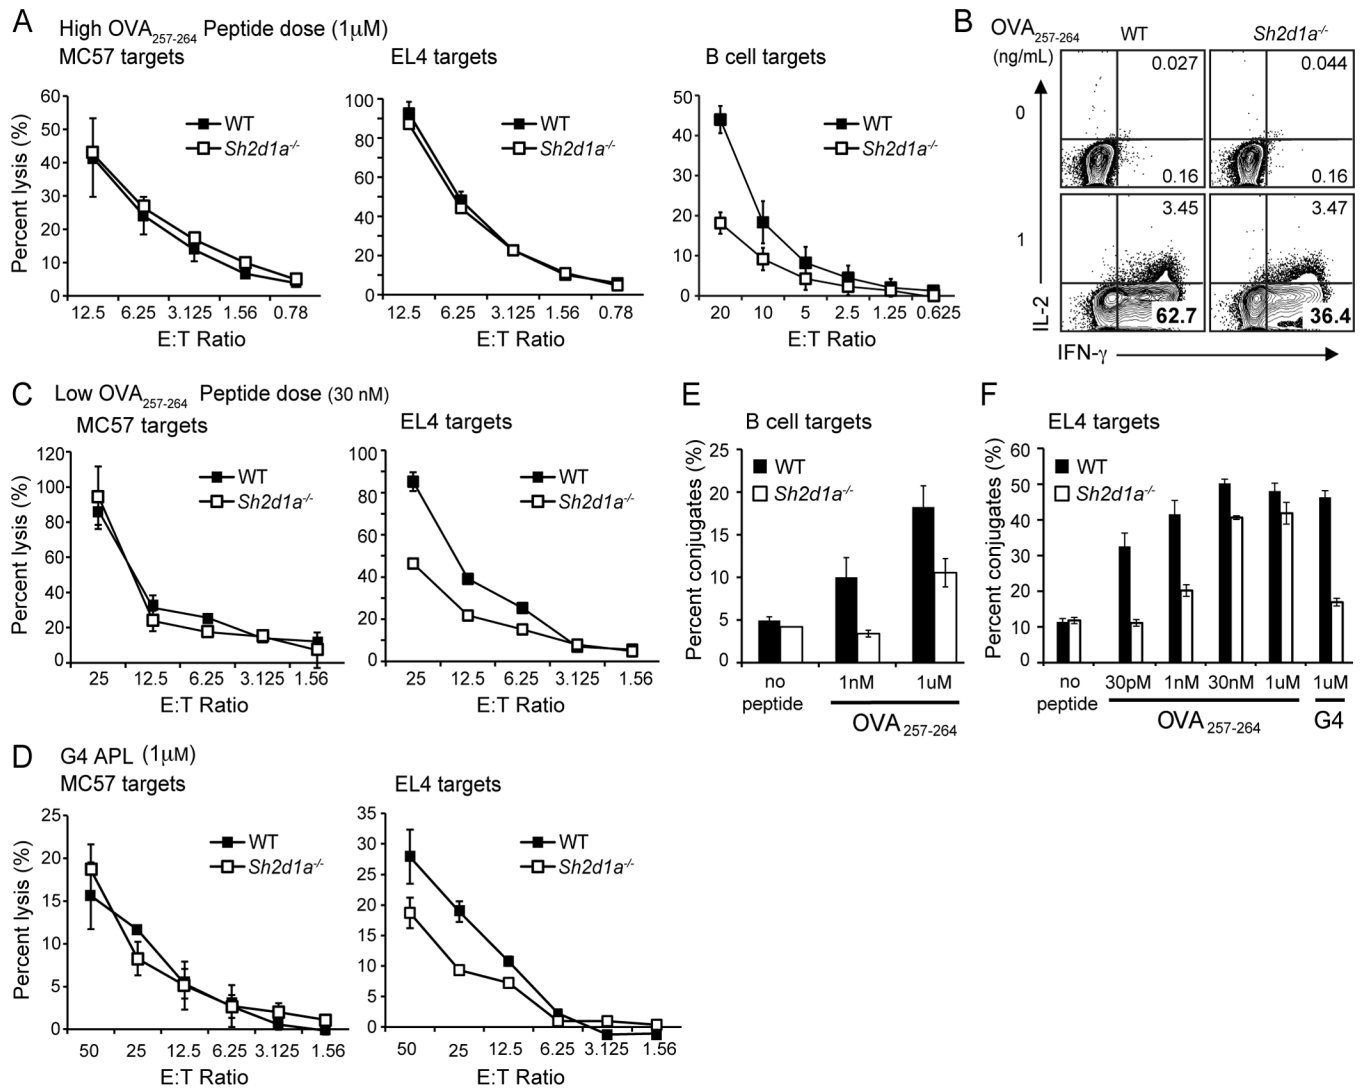 A
High OVA257-264 Peptide dose (1µM)
MC57 targets
EL4 targets
B cell targets
Percent lysis (%)
60
50
40
30
20
10
0
12.5 6.25 3.125 1.56 0.78
E:T Ratio
WT
Sh2d1a-/-
100
80
60
40
20
0
12.5 6.25 3.125 1.56 0.78
E:T Ratio
WT
Sh2d1a-/-
50
40
30
20
10
0
20 10 5 2.5 1.25 0.625
E:T Ratio
WT
Sh2d1a-/-
B
OVA257-264
(ng/mL)
WT
Sh2d1a-/-
0
0.027
0.16
0.044
0.16
1
3.45
62.7
3.47
36.4
IL-2
IFN-γ
C
Low OVA257-264 Peptide dose (30 nM)
MC57 targets
EL4 targets
Percent lysis (%)
120
100
80
60
40
20
0
25 12.5 6.25 3.125 1.56
E:T Ratio
WT
Sh2d1a-/-
100
80
60
40
20
0
25 12.5 6.25 3.125 1.56
E:T Ratio
WT
Sh2d1a-/-
E
B cell targets
Percent conjugates (%)
25
20
15
10
5
0
WT
Sh2d1a-/-
no
peptide
1nM 1uM
OVA257-264
F
EL4 targets
Percent conjugates (%)
60
50
40
30
20
10
0
WT
Sh2d1a-/-
no
peptide
30pM 1nM 30nM 1uM 1uM
OVA257-264 G4
D
G4 APL (1µM)
MC57 targets
EL4 targets
Percent lysis (%)
25
20
15
10
5
0
50 25 12.5 6.25 3.125 1.56
E:T Ratio
WT
Sh2d1a-/-
35
30
25
20
15
10
5
0
50 25 12.5 6.25 3.125 1.56
E:T Ratio
WT
Sh2d1a-/-